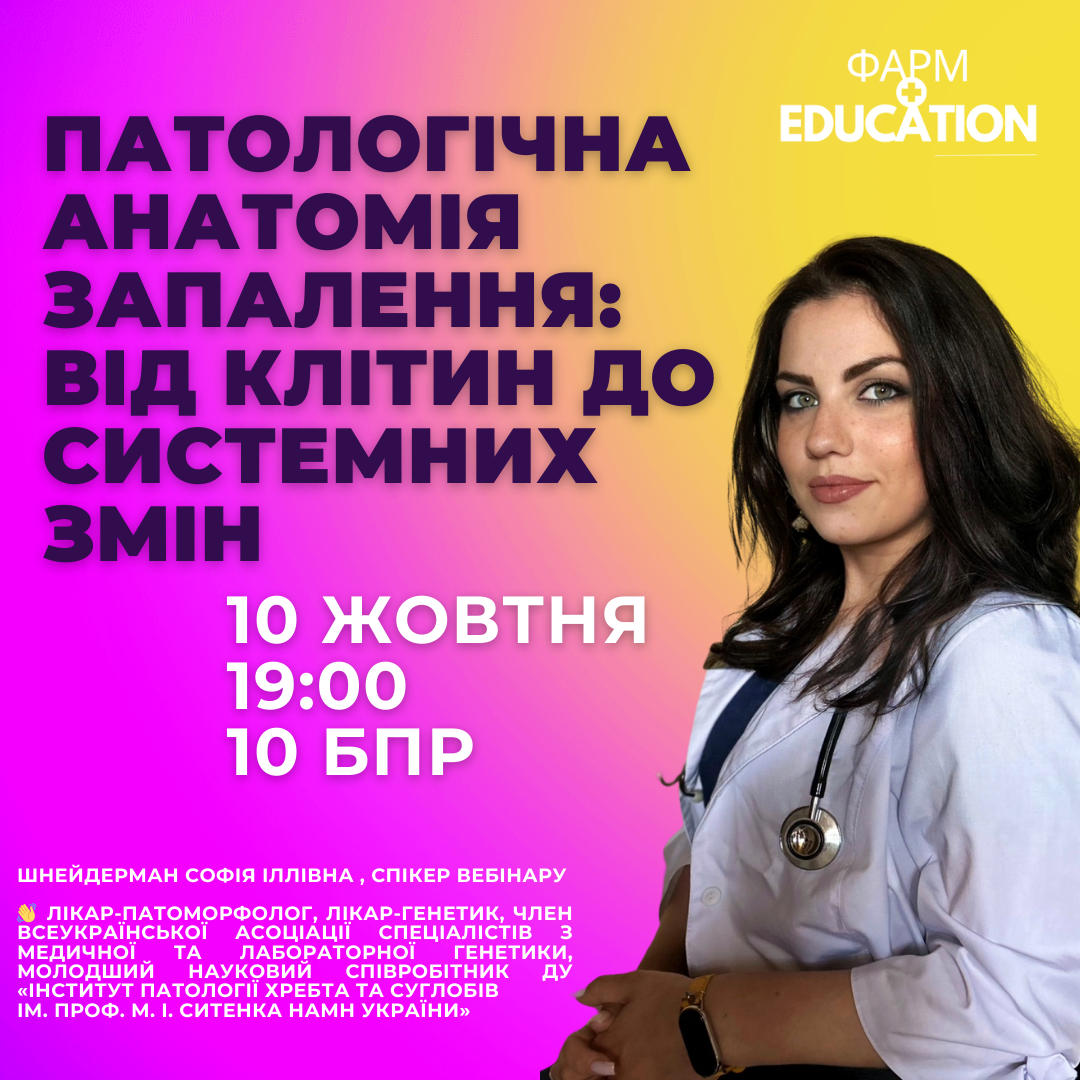 ФАРМ
EDUCATION
ПАТОЛОГІЧНА
АНАТОМІЯ
ЗАПАЛЕННЯ:
ВІД КЛІТИН ДО
СИСТЕМНИХ
ЗМІН
10 ЖОВТНЯ
19:00
10 БПР
ШНЕЙДЕРМАН СОФІЯ ІЛЛІВНА , СПІКЕР ВЕБІНАРУ
👋 ЛІКАР-ПАТОМОРФОЛОГ, ЛІКАР-ГЕНЕТИК, ЧЛЕН
ВСЕУКРАЇНСЬКОЇ АСОЦІАЦІЇ СПЕЦІАЛІСТІВ З
МЕДИЧНОЇ ТА ЛАБОРАТОРНОЇ ГЕНЕТИКИ,
МОЛОДШИЙ НАУКОВИЙ СПІВРОБІТНИК ДУ
«ІНСТИТУТ ПАТОЛОГІЇ ХРЕБТА ТА СУГЛОБІВ
ІМ. ПРОФ. М. І. СИТЕНКА НАМН УКРАЇНИ»